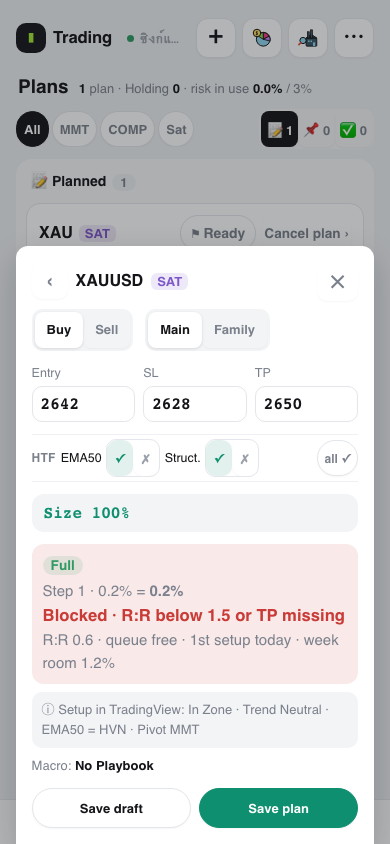 Trading
Plans 1 plan · Holding 0 · risk in use 0.0% / 3%
All MMT COMP Sat 📝 1 📌 0 ✅ 0
📝 Planned 1
XAU SAT ⚑ Ready Cancel plan ›
‹ XAUUSD SAT ✕
Buy Sell Main Family
Entry SL TP
2642 2628 2650
HTF EMA50 ✓ ✗ Struct. ✓ ✗ all ✓
Size 100%
Full
Step 1 · 0.2% = 0.2%
Blocked · R:R below 1.5 or TP missing
R:R 0.6 · queue free · 1st setup today · week
room 1.2%
ⓘ Setup in TradingView: In Zone · Trend Neutral ·
EMA50 = HVN · Pivot MMT
Macro: No Playbook
Save draft Save plan